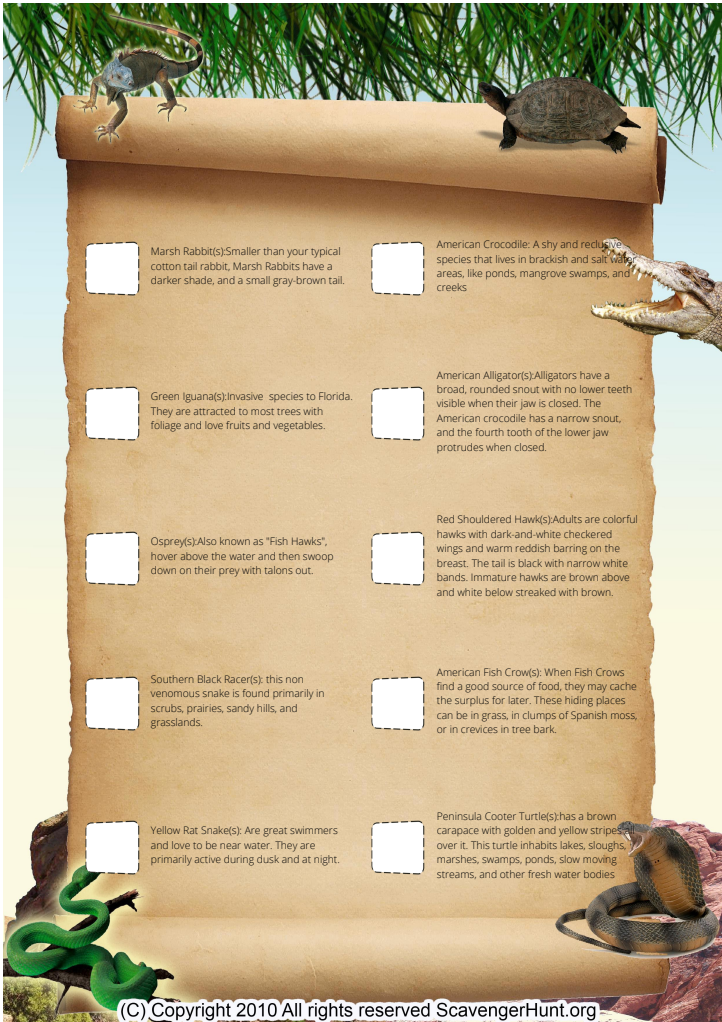 Marsh Rabbit(s):Smaller than your typical
cotton tail rabbit, Marsh Rabbits have a
darker shade, and a small gray-brown tail.
American Crocodile: A shy and reclusive
species that lives in brackish and salt water
areas, like ponds, mangrove swamps, and
creeks
Green Iguana(s):Invasive  species to Florida.
They are attracted to most trees with
foliage and love fruits and vegetables.
American Alligator(s):Alligators have a
broad, rounded snout with no lower teeth
visible when their jaw is closed. The
American crocodile has a narrow snout,
and the fourth tooth of the lower jaw
protrudes when closed.
Osprey(s):Also known as "Fish Hawks",
hover above the water and then swoop
down on their prey with talons out.
Red Shouldered Hawk(s):Adults are colorful
hawks with dark-and-white checkered
wings and warm reddish barring on the
breast. The tail is black with narrow white
bands. Immature hawks are brown above
and white below streaked with brown.
Southern Black Racer(s): this non
venomous snake is found primarily in
scrubs, prairies, sandy hills, and
grasslands.
American Fish Crow(s): When Fish Crows
find a good source of food, they may cache
the surplus for later. These hiding places
can be in grass, in clumps of Spanish moss,
or in crevices in tree bark.
Yellow Rat Snake(s): Are great swimmers
and love to be near water. They are
primarily active during dusk and at night.
Peninsula Cooter Turtle(s):has a brown
carapace with golden and yellow stripes all
over it. This turtle inhabits lakes, sloughs,
marshes, swamps, ponds, slow moving
streams, and other fresh water bodies
(C) Copyright 2010 All rights reserved ScavengerHunt.org